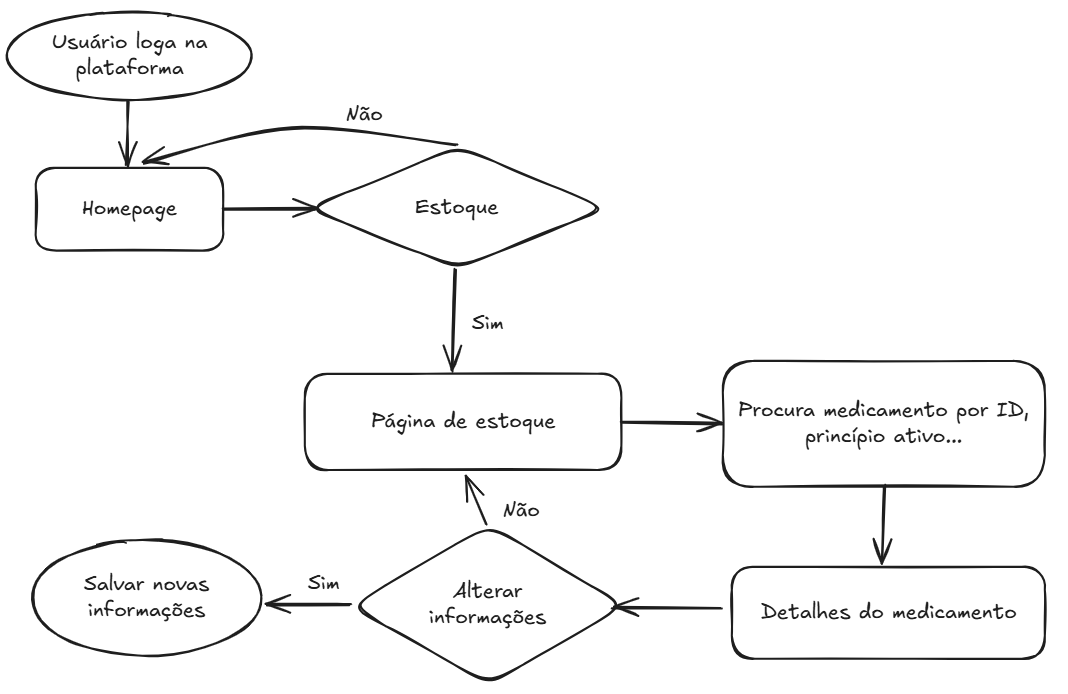 Usuário loga na
plataforma
Não
Homepage
Estoque
Sim
Página de estoque
Procura medicamento por ID,
princípio ativo...
Não
Salvar novas
informações
Sim
Alterar
informações
Detalhes do medicamento